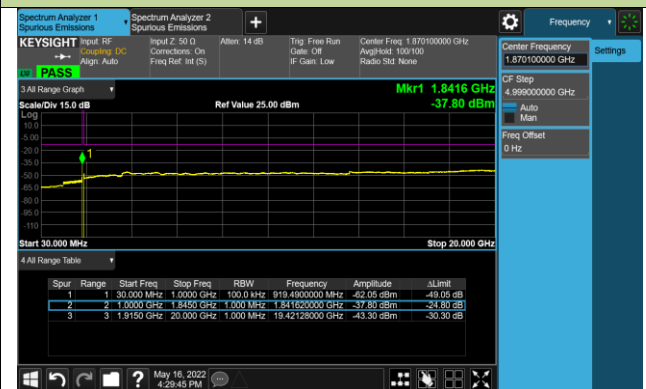 Spectrum Analyzer 1
Spurious Emissions
Spectrum Analyzer 2
Spurious Emissions
+
Frequency
KEYSIGHT
Input: RF
Coupling: DC
Align: Auto
Input Z: 50 Ω
Corrections: On
Freq Ref: Int (S)
Atten: 14 dB
Trig: Free Run
Gate: Off
IF Gain: Low
Center Freq: 1.870100000 GHz
Avg|Hold: 100/100
Radio Std: None
PASS
Center Frequency
1.870100000 GHz
Settings
CF Step
4.999000000 GHz
Auto
Man
Freq Offset
0 Hz
3 All Range Graph
Mkr1 1.8416 GHz
-37.80 dBm
Scale/Div 15.0 dB
Ref Value 25.00 dBm
Log
10.0
-5.00
-20.0
-35.0
-50.0
-65.0
-80.0
-95.0
-110
1
Start 30.000 MHz
Stop 20.000 GHz
4 All Range Table
Spur Range Start Freq Stop Freq RBW Frequency Amplitude ΔLimit
1 1 30.000 MHz 1.0000 GHz 100.0 kHz 919.4900000 MHz -62.05 dBm -49.05 dB
2 2 1.0000 GHz 1.8450 GHz 1.000 MHz 1.841620000 GHz -37.80 dBm -24.80 dB
3 3 1.9150 GHz 20.000 GHz 1.000 MHz 19.42128000 GHz -43.30 dBm -30.30 dB
?
May 16, 2022
4:29:45 PM